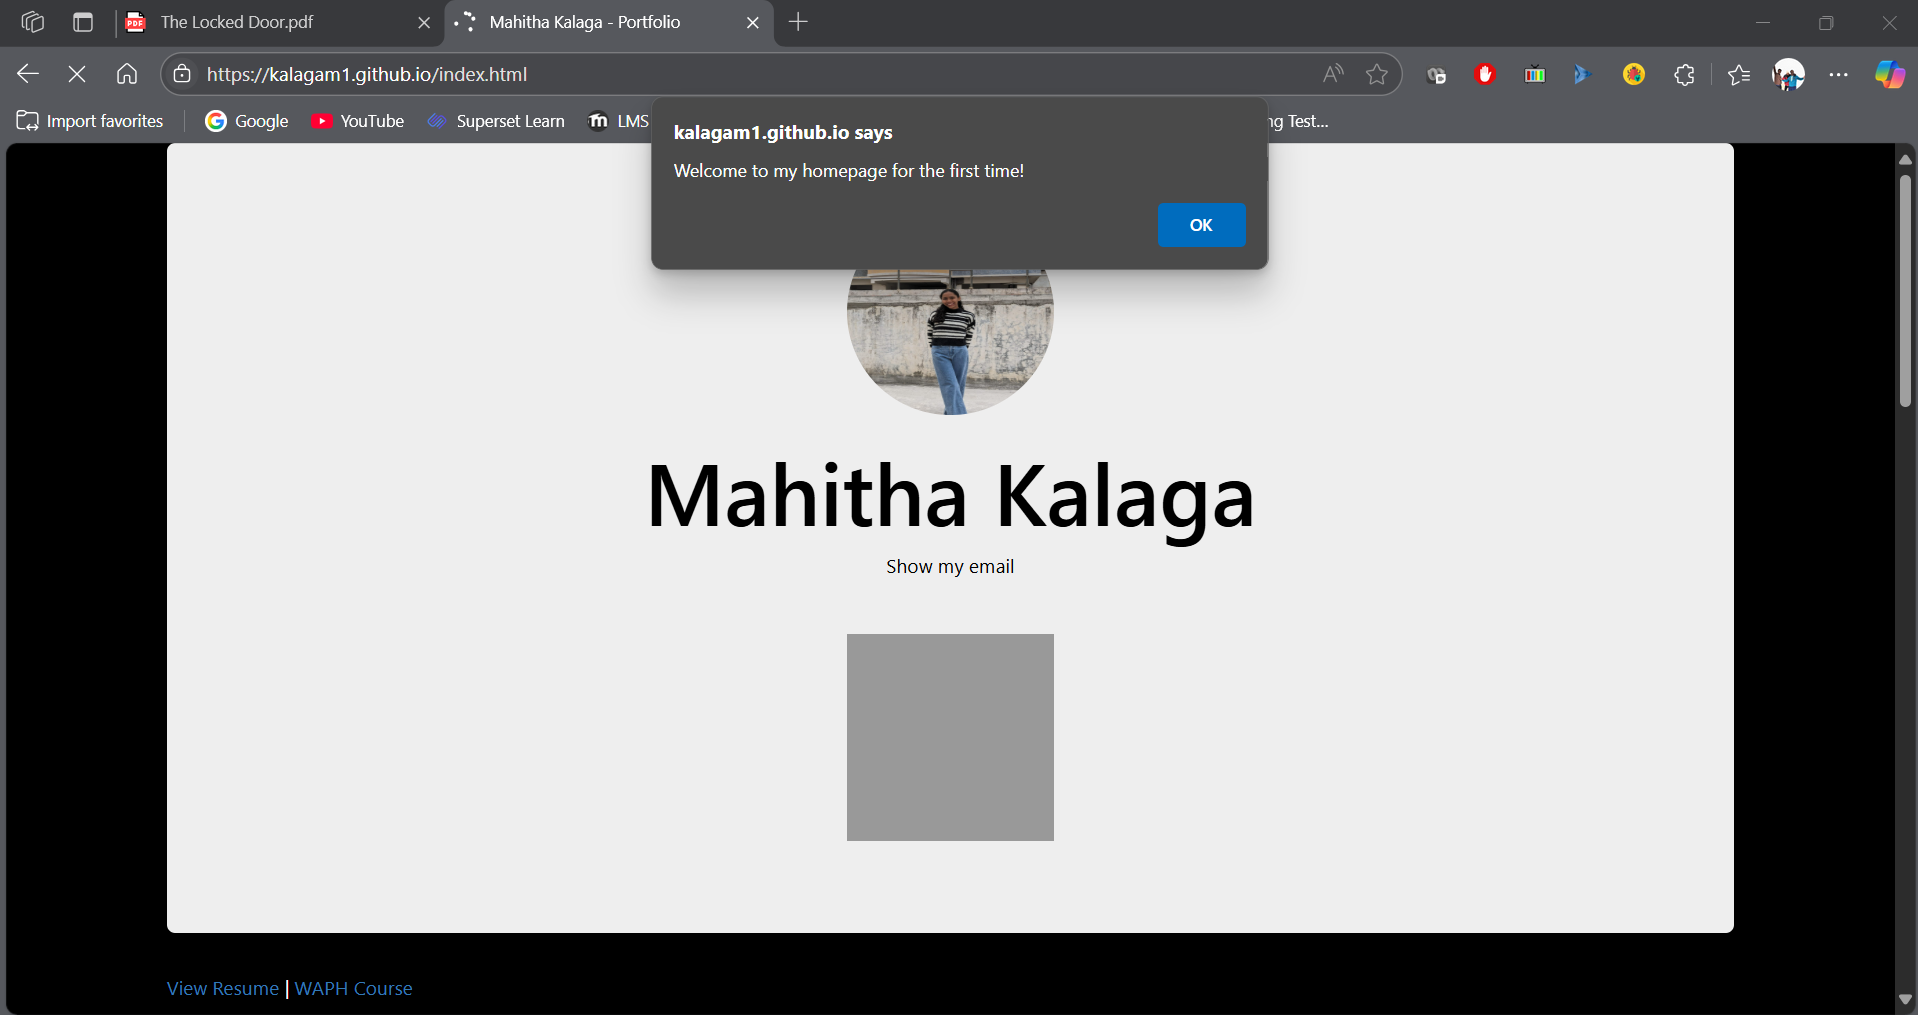 The Locked Door.pdf
Mahitha Kalaga - Portfolio
https://kalagam1.github.io/index.html
Import favorites
Google
YouTube
Superset Learn
LMS
ng Test...
kalagam1.github.io says
Welcome to my homepage for the first time!
OK
Mahitha Kalaga
Show my email
View Resume | WAPH Course